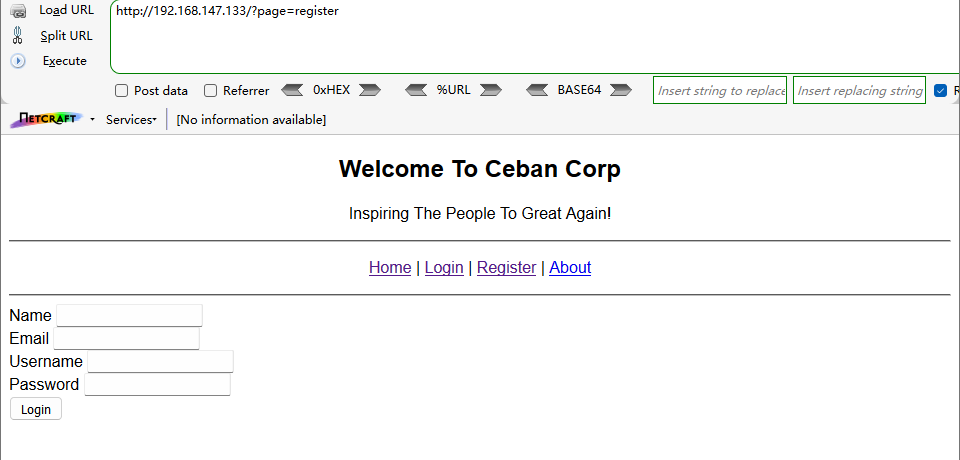 Load URL
http://192.168.147.133/?page=register
Split URL
Execute
Post data Referrer 0xHEX %URL BASE64 Insert string to replace Insert replacing string R
NETCRAFT Services [No information available]
Welcome To Ceban Corp
Inspiring The People To Great Again!
Home | Login | Register | About
Name
Email
Username
Password
Login